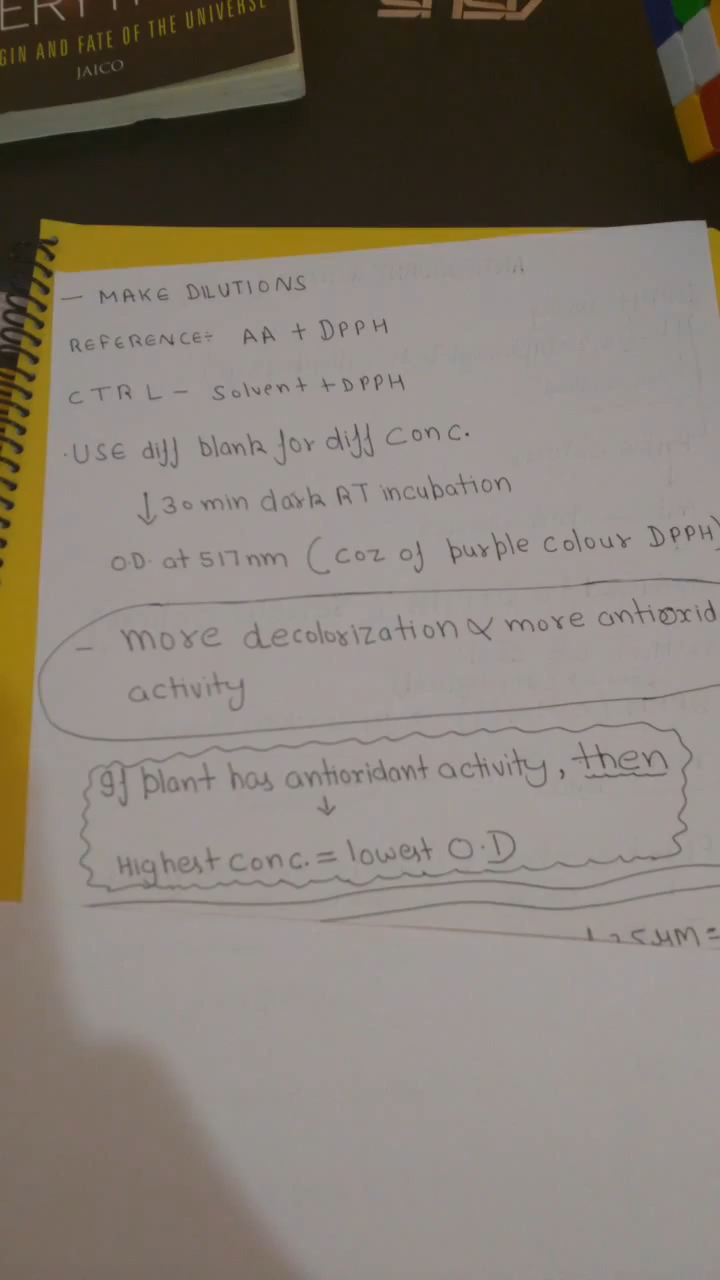 GIN AND FATE OF THE UNIVERSE
JAICO
ASUS
- MAKE DILUTIONS
REFERENCE:- AA + DPPH
CTRL - Solvent + DPPH
·USE diff blank for diff conc.
↓ 30 min dark RT incubation
O.D. at 517nm (coz of purple colour DPPH)
- more decolorization ∝ more antioxid
activity
If plant has antioxidant activity, then
↓
Highest conc. = lowest O.D